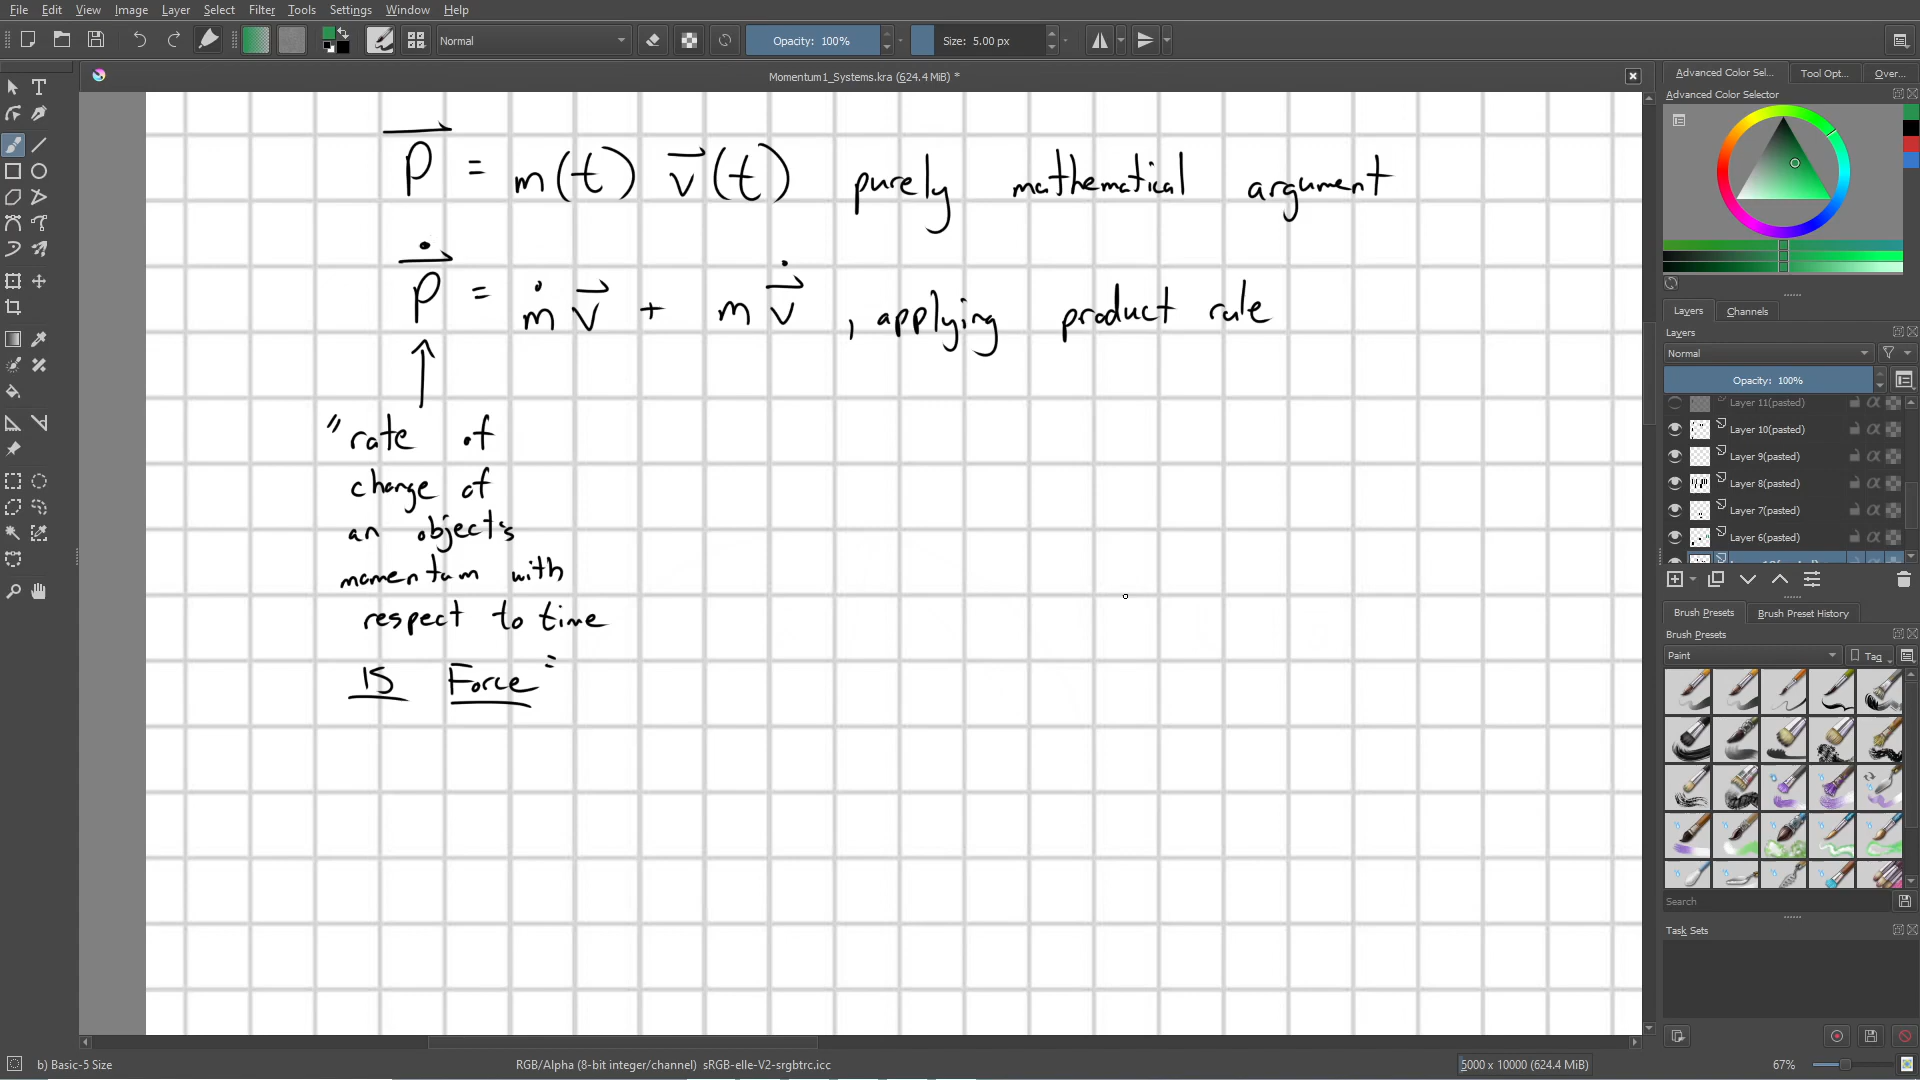 File Edit View Image Layer Select Filter Tools Settings Window Help
Normal Opacity: 100% Size: 5.00 px
Momentum1_Systems.kra (624.4 MiB) *
P = m(t) v(t) purely mathematical argument
Ṗ = ṁ v + m v̇ , applying product rule
"rate of
change of
an object's
momentum with
respect to time
is Force"
Advanced Color Sel... Tool Opt... Over...
Advanced Color Selector
Layers Channels
Layers
Normal
Opacity: 100%
Layer 11(pasted)
Layer 10(pasted)
Layer 9(pasted)
Layer 8(pasted)
Layer 7(pasted)
Layer 6(pasted)
Brush Presets Brush Preset History
Brush Presets
Paint Tag
Search
Task Sets
b) Basic-5 Size RGB/Alpha (8-bit integer/channel) sRGB-elle-V2-srgbtrc.icc 5000 x 10000 (624.4 MiB) 67%